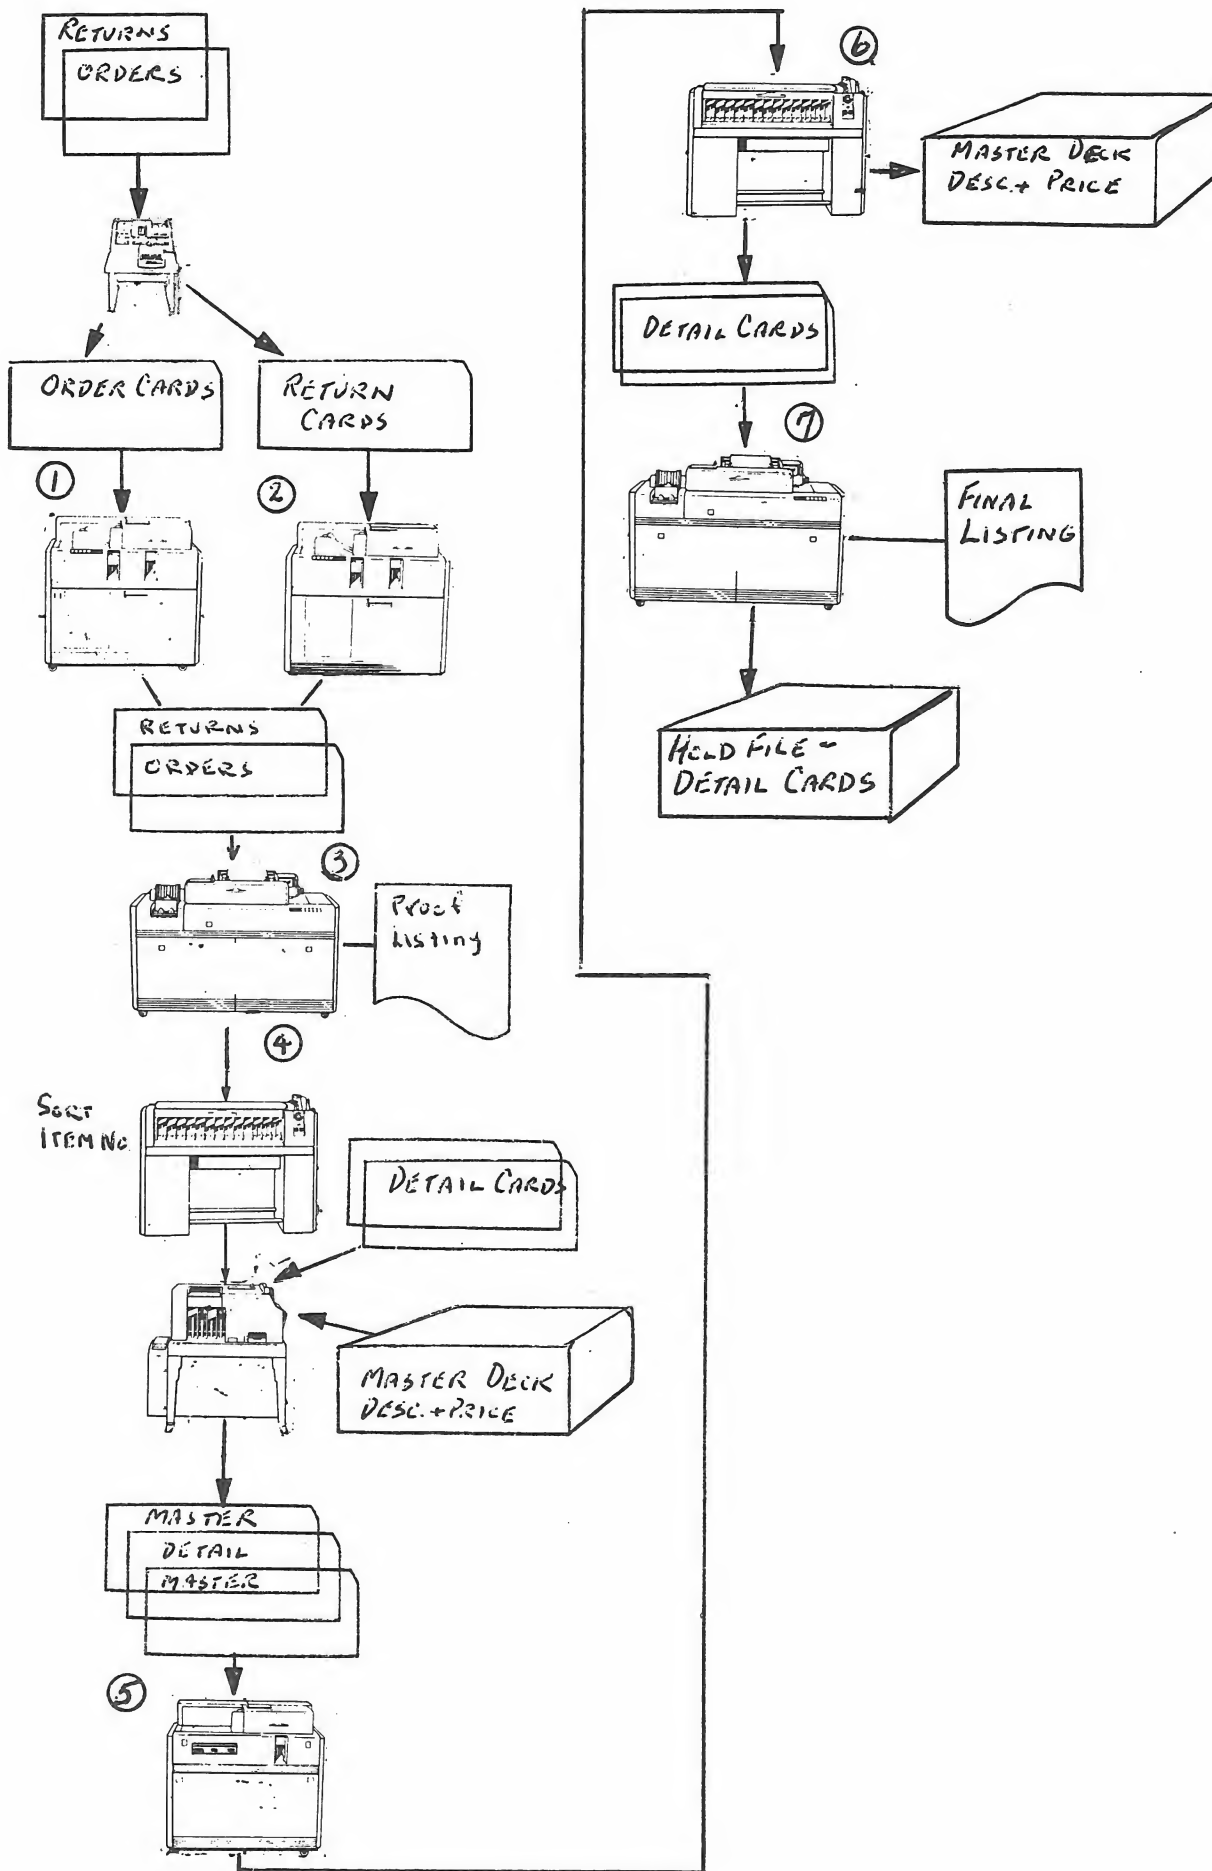 RETURNS
ORDERS
ORDER CARDS
RETURN
CARDS
①
②
RETURNS
ORDERS
③
Proof
Listing
④
SORT
ITEM NO
DETAIL CARDS
MASTER DECK
DESC. + PRICE
MASTER
DETAIL
MASTER
⑤
⑥
MASTER DECK
DESC. + PRICE
DETAIL CARDS
⑦
FINAL
LISTING
HOLD FILE -
DETAIL CARDS